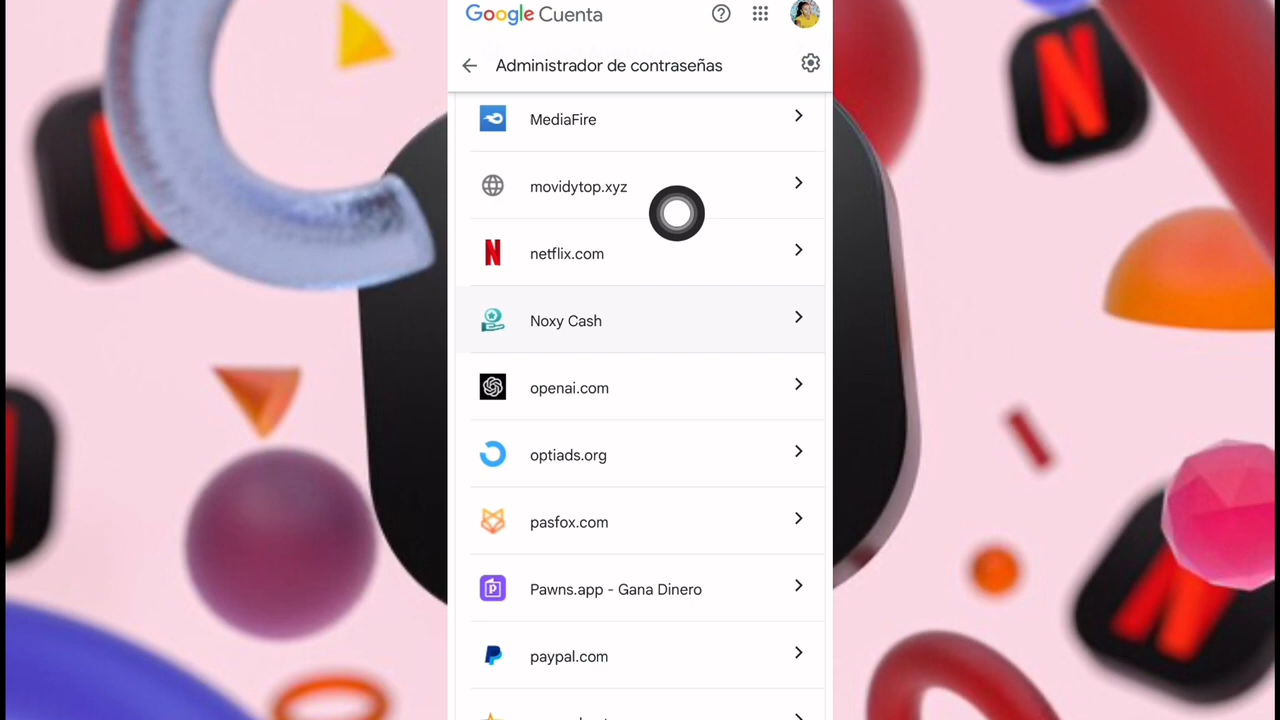 Google Cuenta
Administrador de contraseñas
MediaFire
movidytop.xyz
netflix.com
Noxy Cash
openai.com
optiads.org
pasfox.com
Pawns.app - Gana Dinero
paypal.com